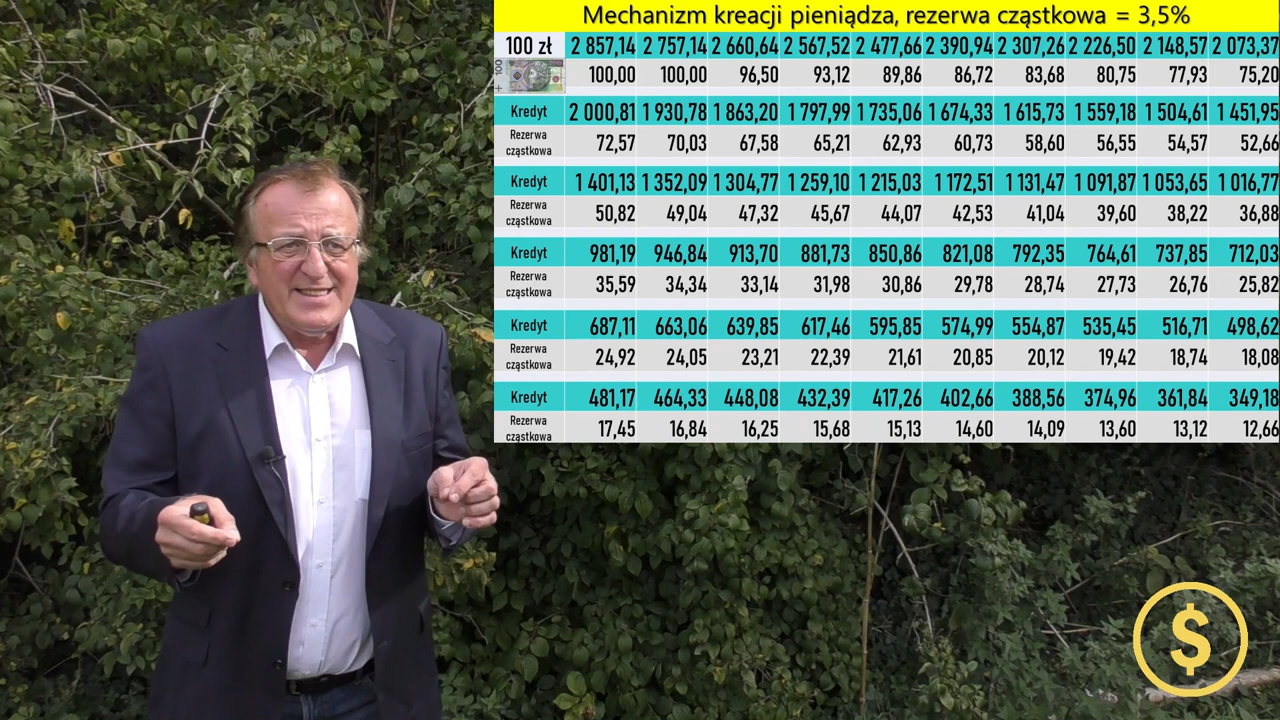 Mechanizm kreacji pieniądza, rezerwa cząstkowa = 3,5%
100 zł 2 857,14 2 757,14 2 660,64 2 567,52 2 477,66 2 390,94 2 307,26 2 226,50 2 148,57 2 073,37
+ 100 100,00 100,00 96,50 93,12 89,86 86,72 83,68 80,75 77,93 75,20
Kredyt 2 000,81 1 930,78 1 863,20 1 797,99 1 735,06 1 674,33 1 615,73 1 559,18 1 504,61 1 451,95
Rezerwa
cząstkowa 72,57 70,03 67,58 65,21 62,93 60,73 58,60 56,55 54,57 52,66
Kredyt 1 401,13 1 352,09 1 304,77 1 259,10 1 215,03 1 172,51 1 131,47 1 091,87 1 053,65 1 016,77
Rezerwa
cząstkowa 50,82 49,04 47,32 45,67 44,07 42,53 41,04 39,60 38,22 36,88
Kredyt 981,19 946,84 913,70 881,73 850,86 821,08 792,35 764,61 737,85 712,03
Rezerwa
cząstkowa 35,59 34,34 33,14 31,98 30,86 29,78 28,74 27,73 26,76 25,82
Kredyt 687,11 663,06 639,85 617,46 595,85 574,99 554,87 535,45 516,71 498,62
Rezerwa
cząstkowa 24,92 24,05 23,21 22,39 21,61 20,85 20,12 19,42 18,74 18,08
Kredyt 481,17 464,33 448,08 432,39 417,26 402,66 388,56 374,96 361,84 349,18
Rezerwa
cząstkowa 17,45 16,84 16,25 15,68 15,13 14,60 14,09 13,60 13,12 12,66
$